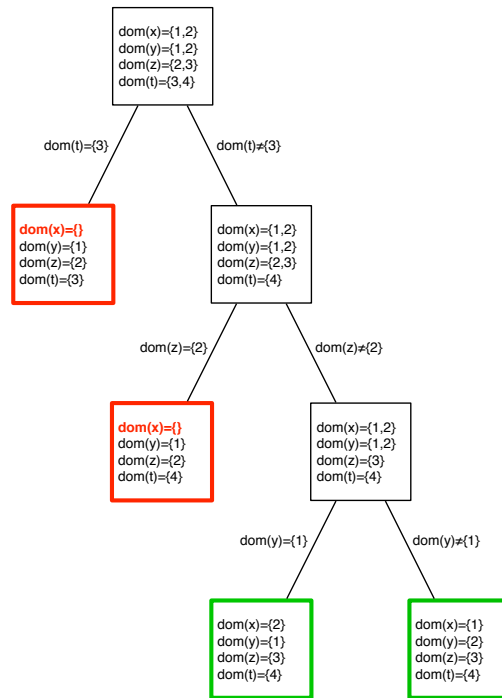 dom(x)={1,2}
dom(y)={1,2}
dom(z)={2,3}
dom(t)={3,4}
dom(t)={3}
dom(t)≠{3}
dom(x)={}
dom(y)={1}
dom(z)={2}
dom(t)={3}
dom(x)={1,2}
dom(y)={1,2}
dom(z)={2,3}
dom(t)={4}
dom(z)={2}
dom(z)≠{2}
dom(x)={}
dom(y)={1}
dom(z)={2}
dom(t)={4}
dom(x)={1,2}
dom(y)={1,2}
dom(z)={3}
dom(t)={4}
dom(y)={1}
dom(y)≠{1}
dom(x)={2}
dom(y)={1}
dom(z)={3}
dom(t)={4}
dom(x)={1}
dom(y)={2}
dom(z)={3}
dom(t)={4}